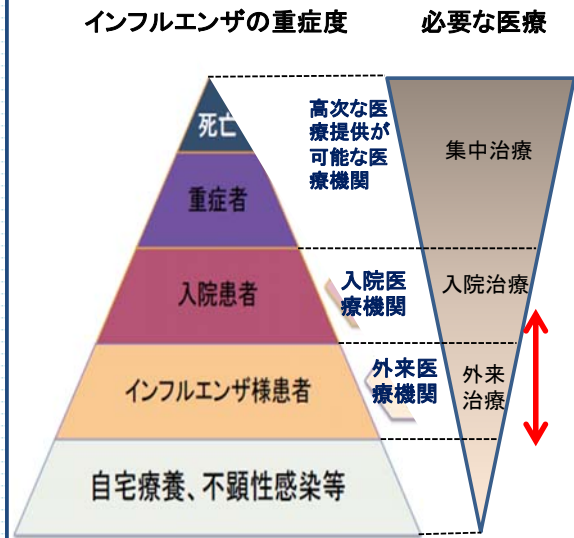 インフルエンザの重症度
必要な医療
死亡
重症者
入院患者
インフルエンザ様患者
自宅療養、不顕性感染等
高次な医
療提供が
可能な医
療機関
入院医
療機関
外来医
療機関
集中治療
入院治療
外来
治療